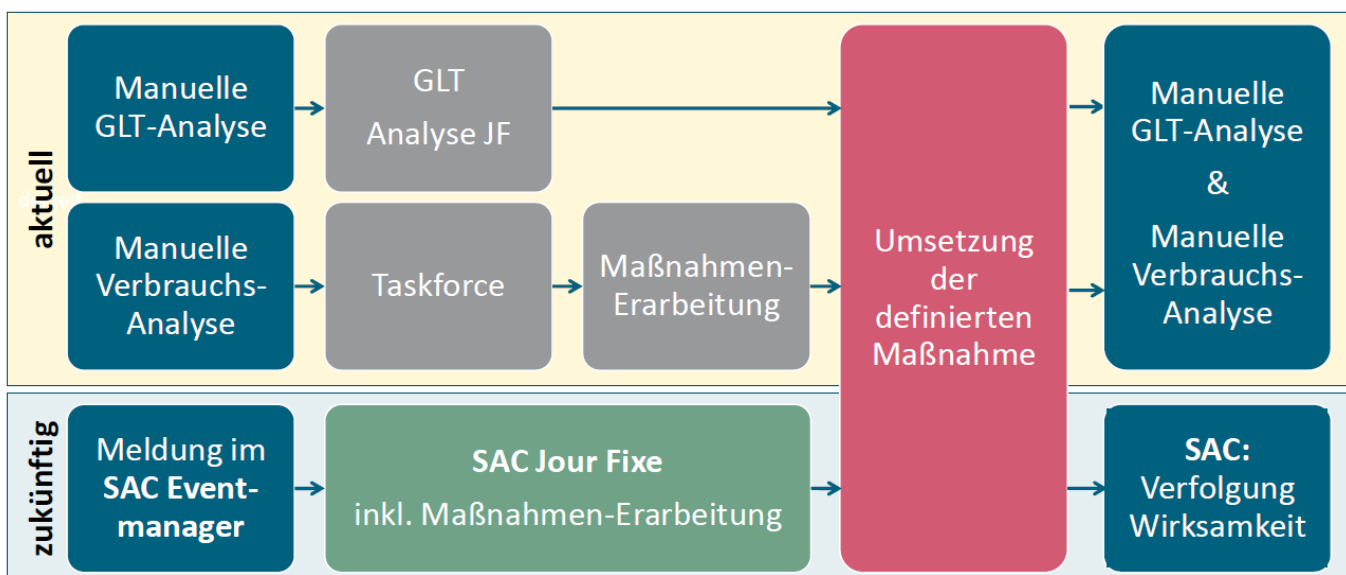 aktuell
Manuelle
GLT-Analyse
GLT
Analyse JF
Manuelle
Verbrauchs-
Analyse
Taskforce
Maßnahmen-
Erarbeitung
Umsetzung
der
definierten
Maßnahme
Manuelle
GLT-Analyse
&
Manuelle
Verbrauchs-
Analyse
zukünftig
Meldung im
SAC Event-
manager
SAC Jour Fixe
inkl. Maßnahmen-Erarbeitung
SAC:
Verfolgung
Wirksamkeit